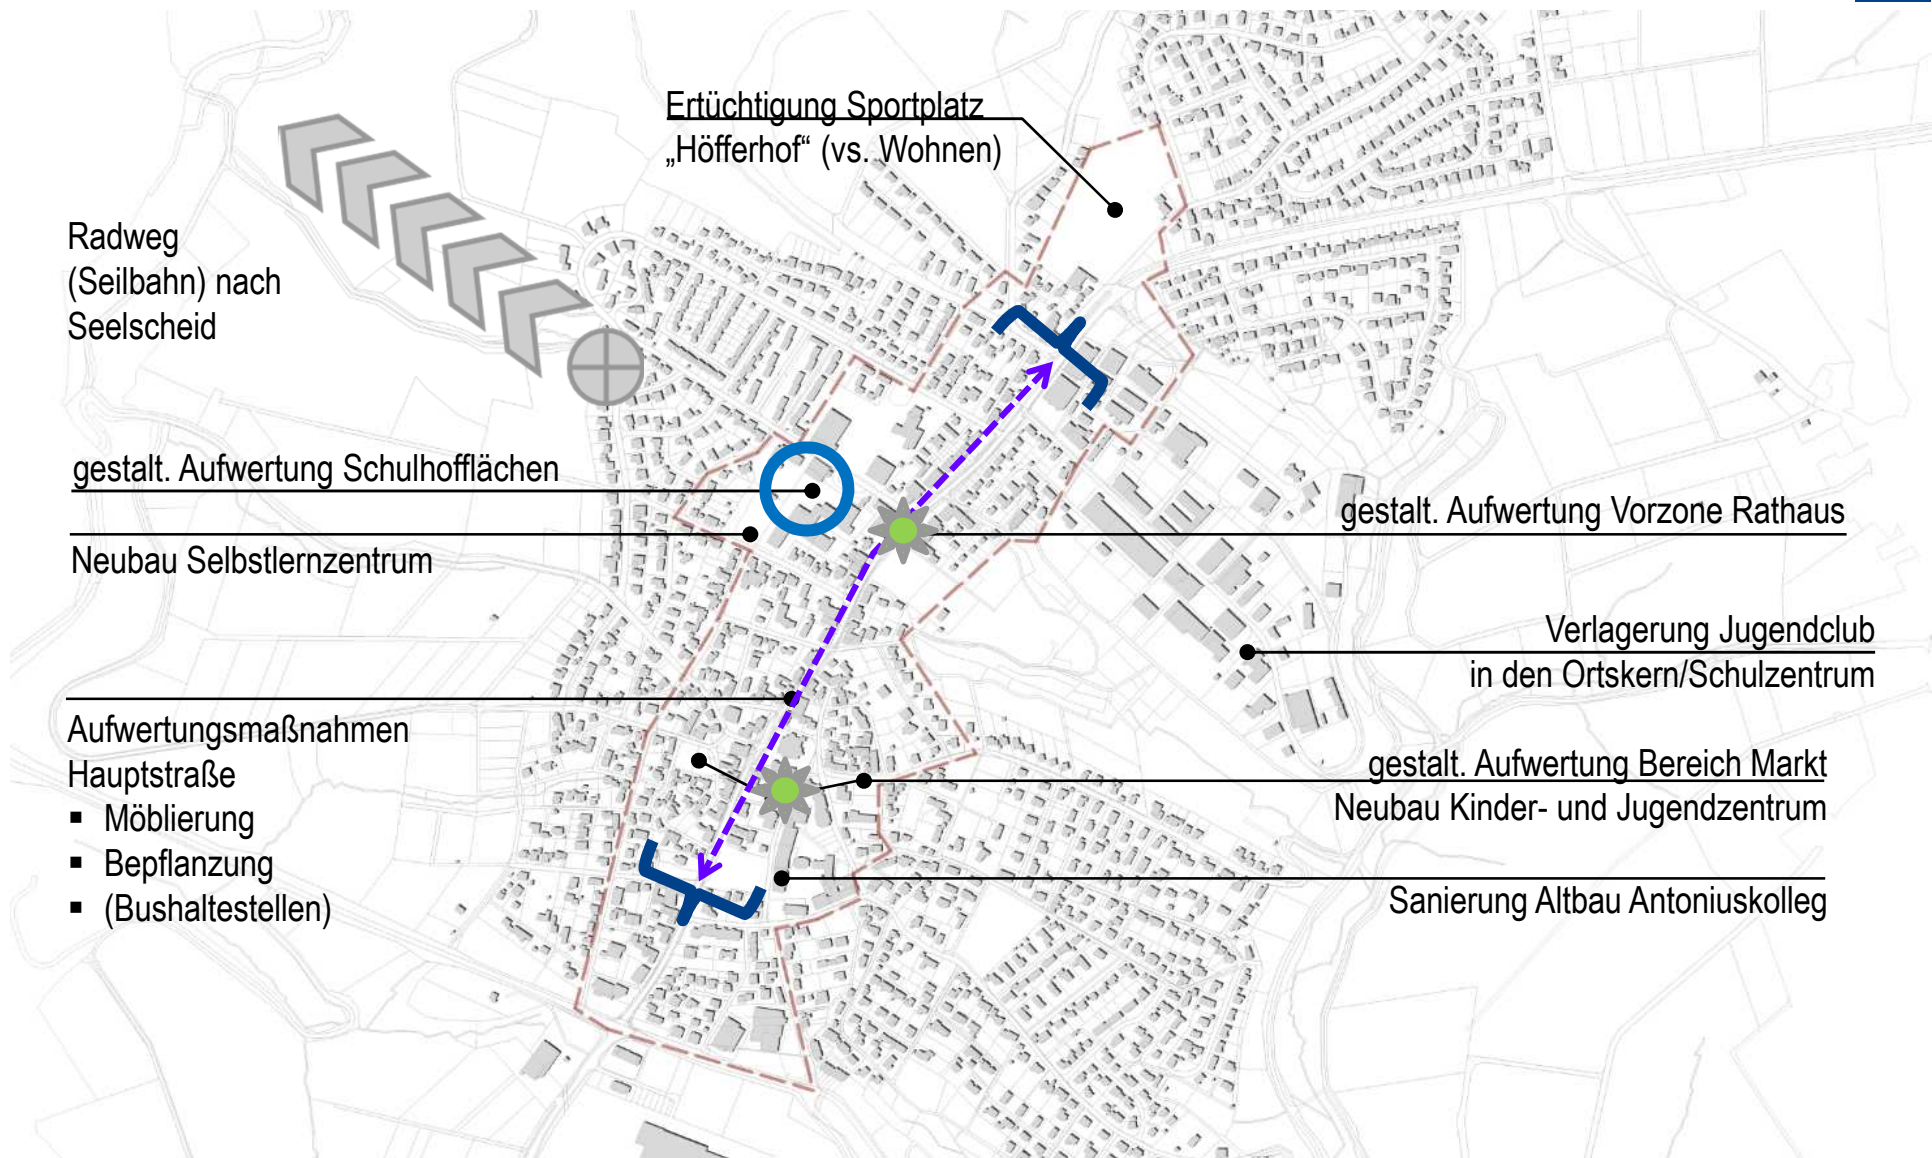 Ertüchtigung Sportplatz
„Höfferhof“ (vs. Wohnen)
Radweg
(Seilbahn) nach
Seelscheid
gestalt. Aufwertung Schulhofflächen
Neubau Selbstlernzentrum
gestalt. Aufwertung Vorzone Rathaus
Verlagerung Jugendclub
in den Ortskern/Schulzentrum
Aufwertungsmaßnahmen
Hauptstraße
▪ Möblierung
▪ Bepflanzung
▪ (Bushaltestellen)
gestalt. Aufwertung Bereich Markt
Neubau Kinder- und Jugendzentrum
Sanierung Altbau Antoniuskolleg